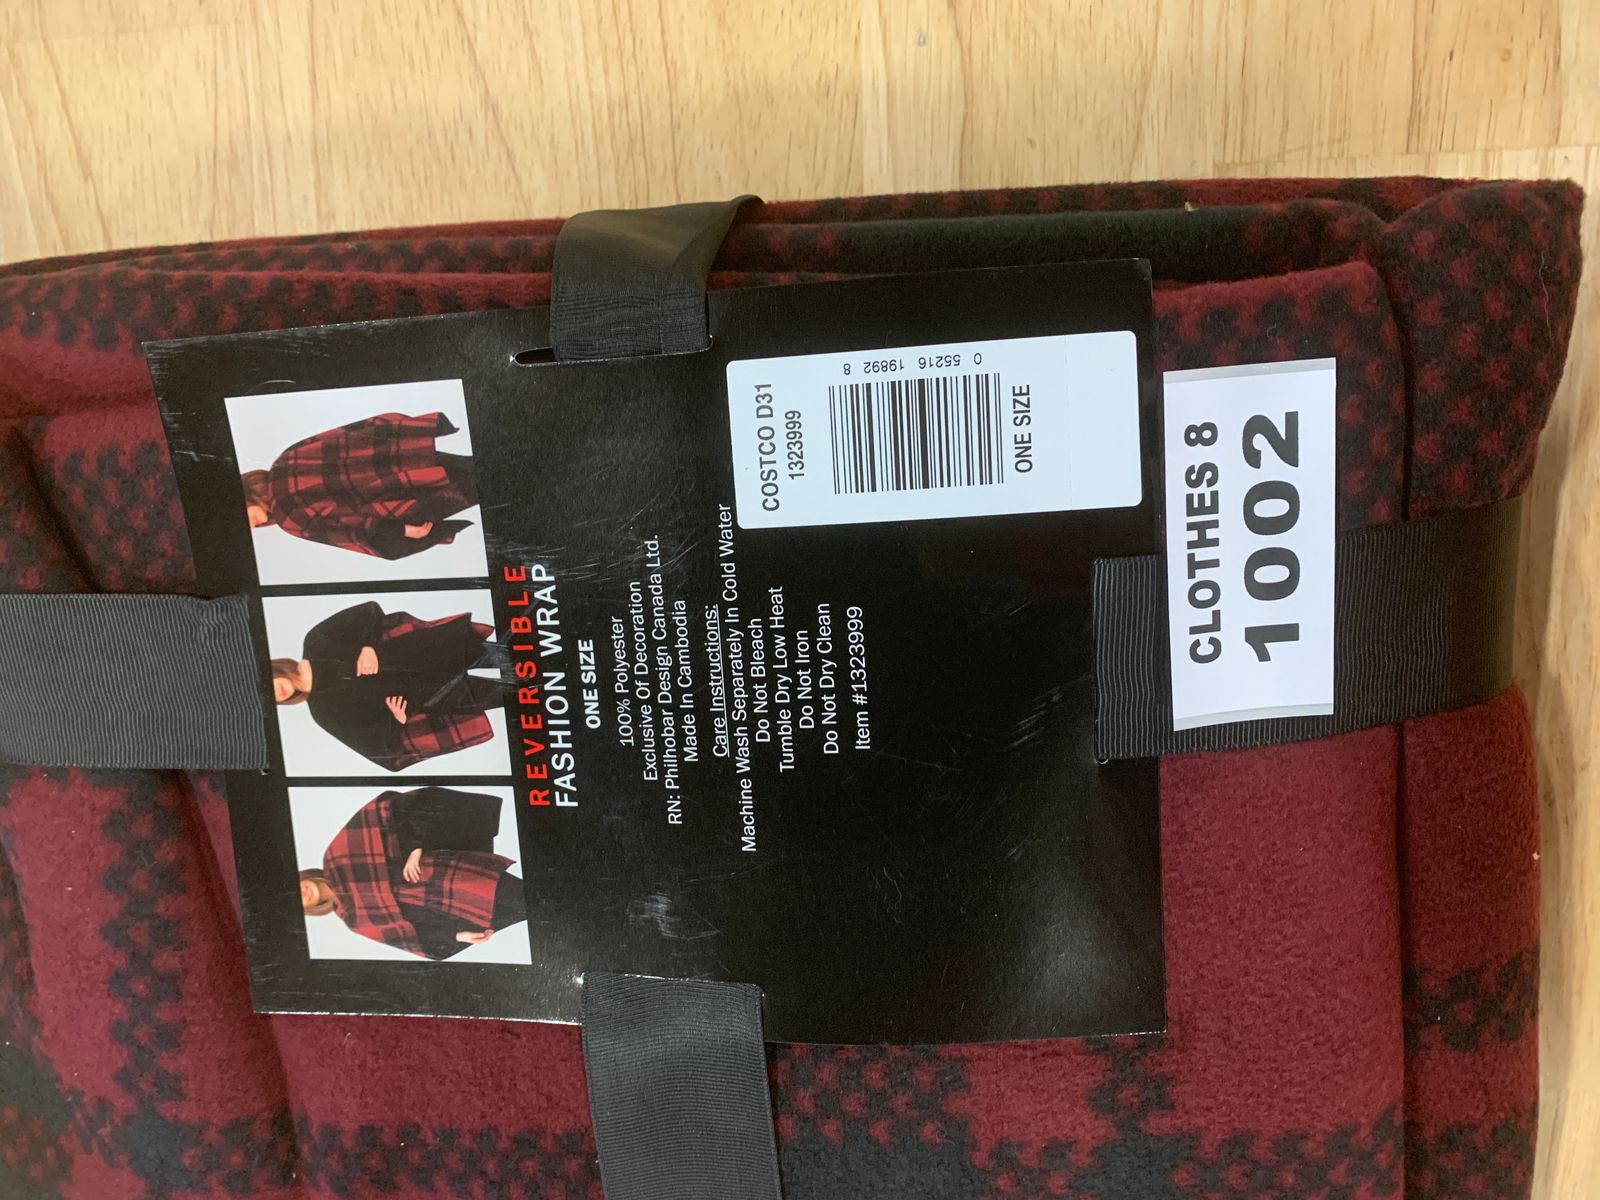 REVERSIBLE
FASHION WRAP
ONE SIZE
100% Polyester
Exclusive Of Decoration
RN: Philhobar Design Canada Ltd.
Made In Cambodia
Care Instructions:
Machine Wash Separately In Cold Water
Do Not Bleach
Tumble Dry Low Heat
Do Not Iron
Do Not Dry Clean
Item #1323999
COSTCO D31
1323999
0 55216 19892 8
ONE SIZE
CLOTHES 8
1002